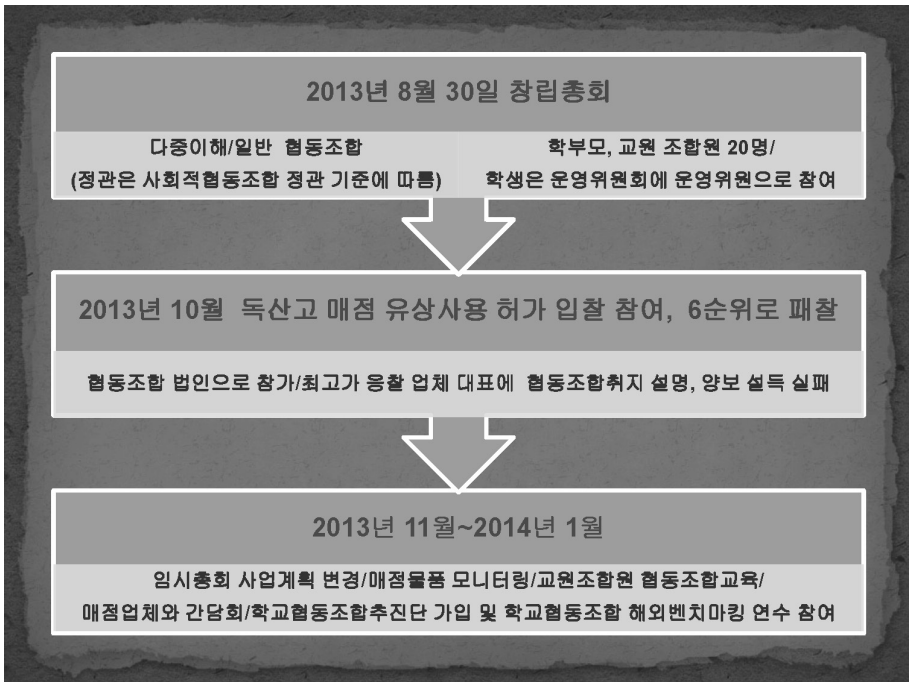 2013년 8월 30일 창립총회
다중이해/일반 협동조합
(정관은 사회적협동조합 정관 기준에 따름)
학부모, 교원 조합원 20명/
학생은 운영위원회에 운영위원으로 참여
2013년 10월 독산고 매점 유상사용 허가 입찰 참여, 6순위로 패찰
협동조합 법인으로 참가/최고가 응찰 업체 대표에 협동조합취지 설명, 양보 설득 실패
2013년 11월~2014년 1월
임시총회 사업계획 변경/매점물품 모니터링/교원조합원 협동조합교육/
매점업체와 간담회/학교협동조합추진단 가입 및 학교협동조합 해외벤치마킹 연수 참여